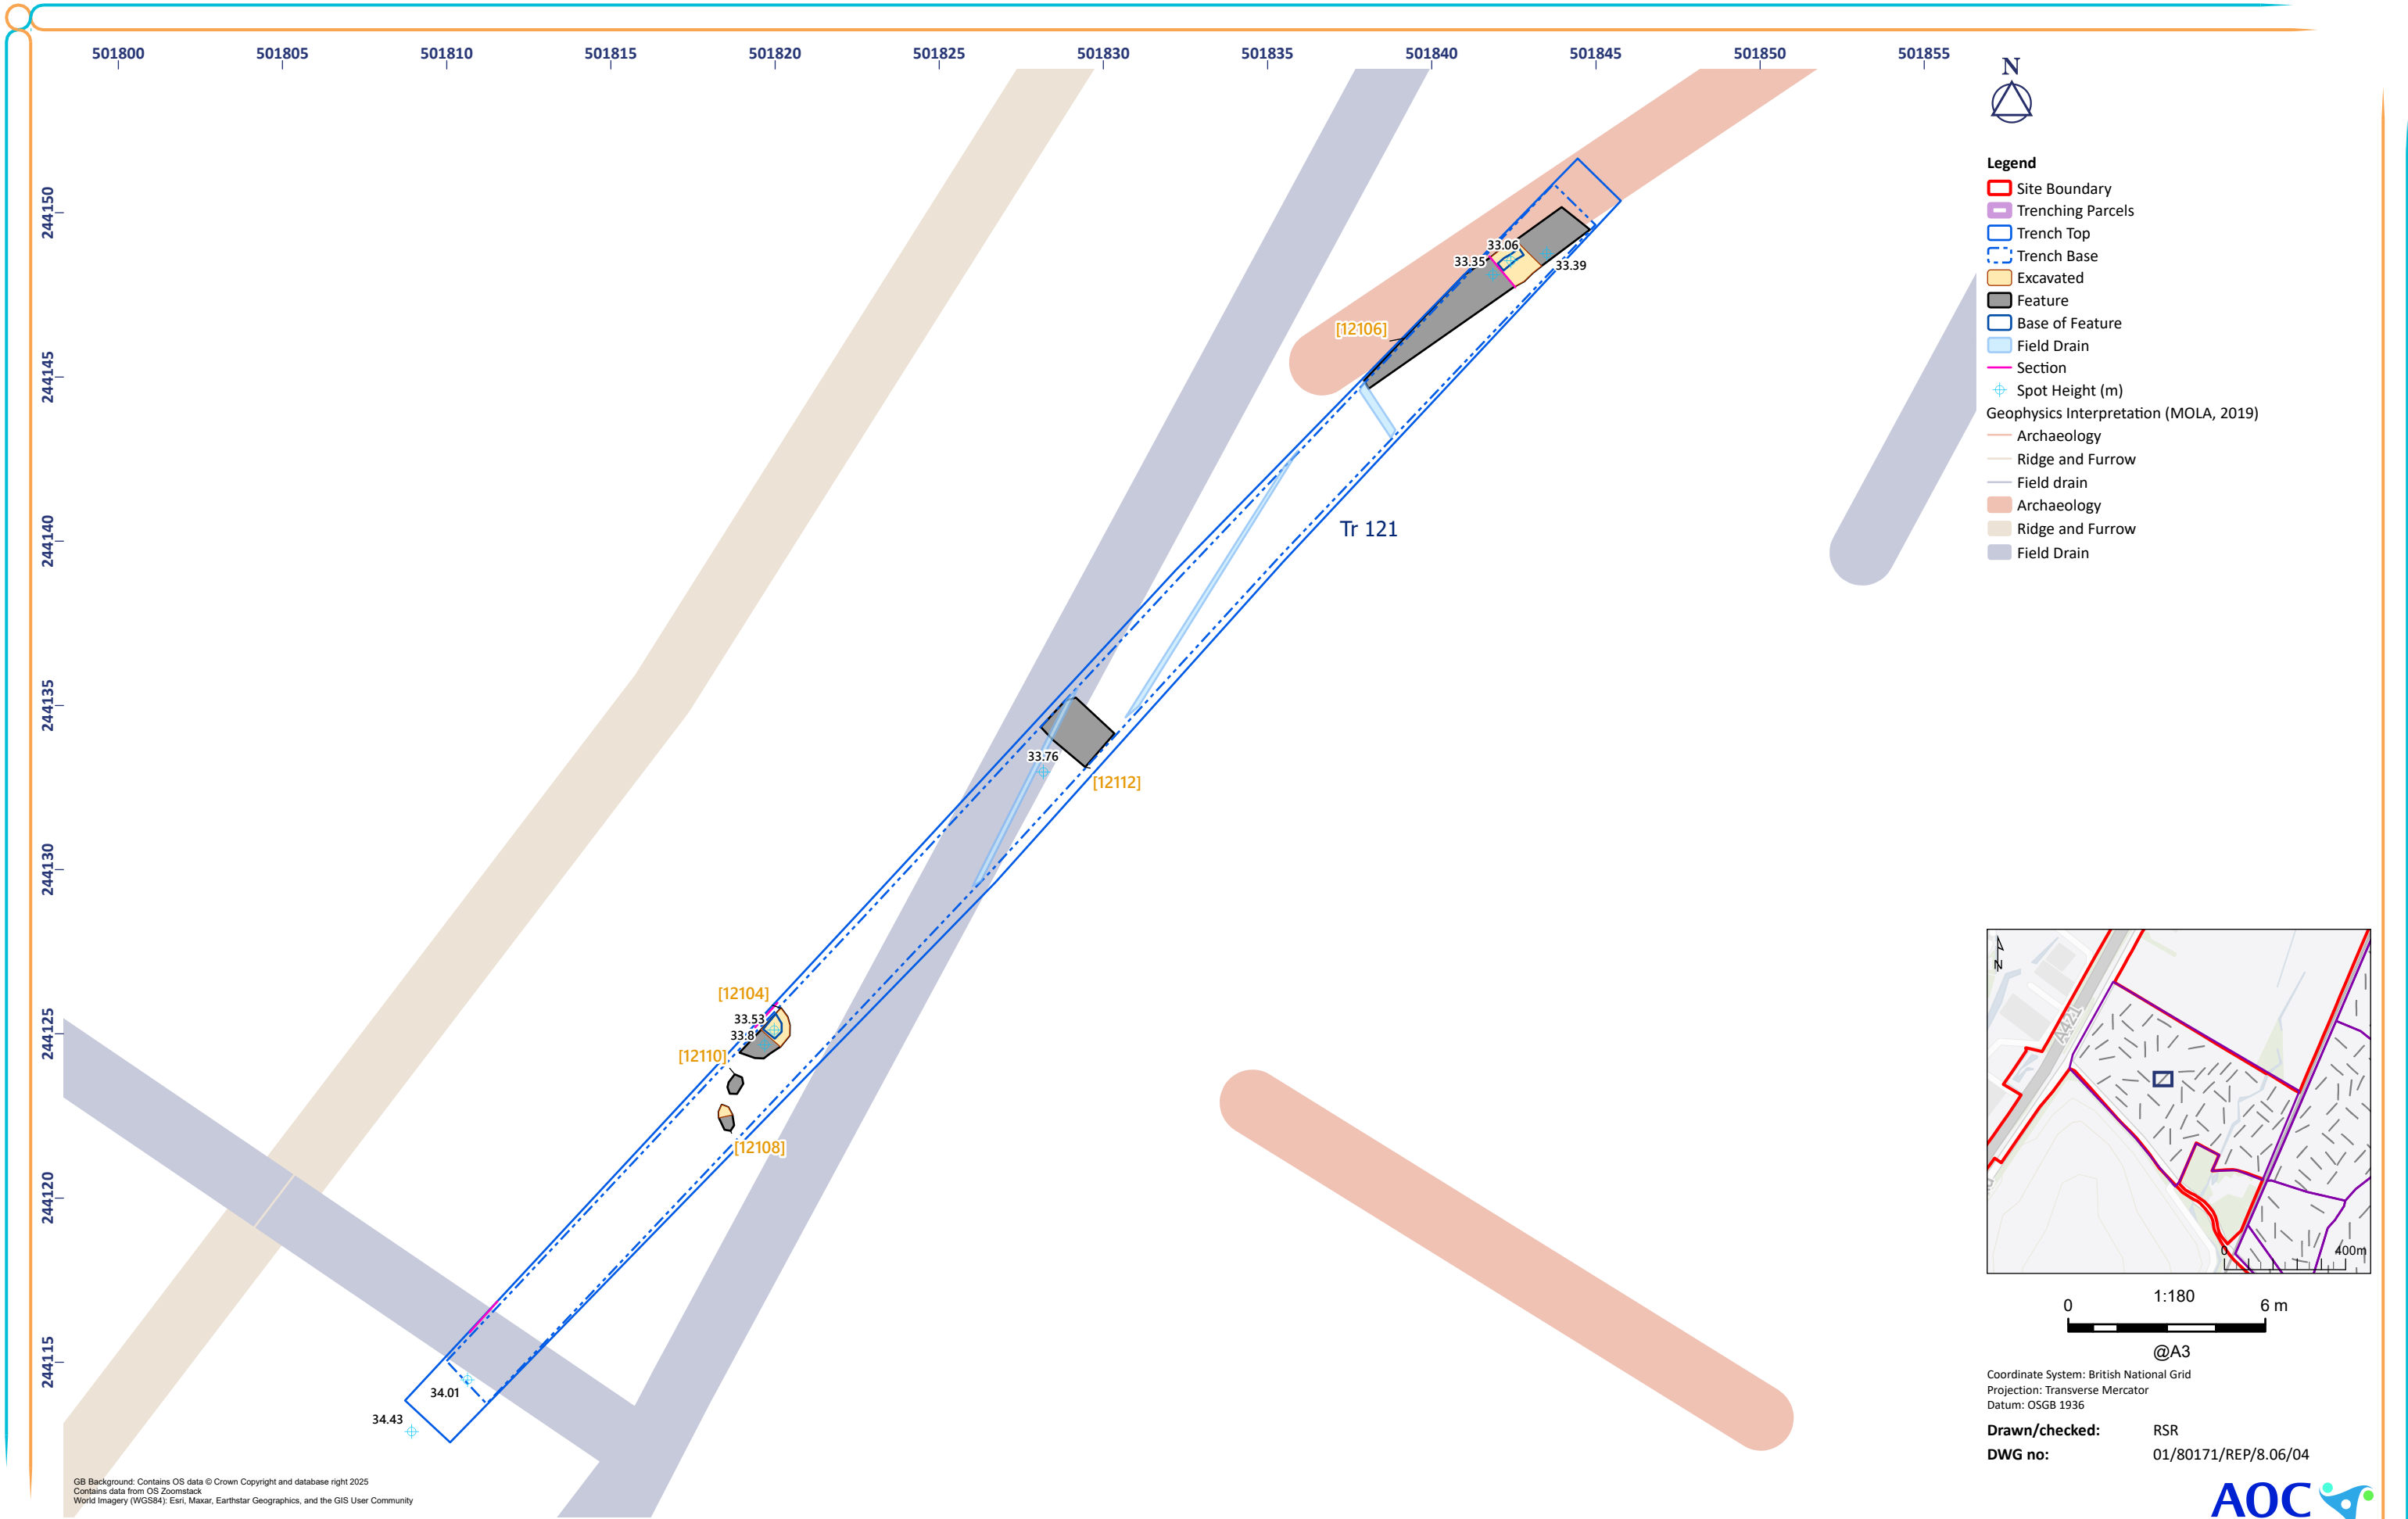 501800 501805 501810 501815 501820 501825 501830 501835 501840 501845 501850 501855
244150
244145
244140
244135
244130
244125
244120
244115
33.06
33.35
33.39
[12106]
Tr 121
33.76
[12112]
[12104]
33.53
33.8
[12110]
[12108]
34.01
34.43
GB Background: Contains OS data © Crown Copyright and database right 2025
Contains data from OS Zoomstack
World Imagery (WGS84): Esri, Maxar, Earthstar Geographics, and the GIS User Community
N
Legend
Site Boundary
Trenching Parcels
Trench Top
Trench Base
Excavated
Feature
Base of Feature
Field Drain
Section
Spot Height (m)
Geophysics Interpretation (MOLA, 2019)
Archaeology
Ridge and Furrow
Field drain
Archaeology
Ridge and Furrow
Field Drain
N
A421
0 400m
1:180
0 6 m
@A3
Coordinate System: British National Grid
Projection: Transverse Mercator
Datum: OSGB 1936
Drawn/checked: RSR
DWG no: 01/80171/REP/8.06/04
AOC